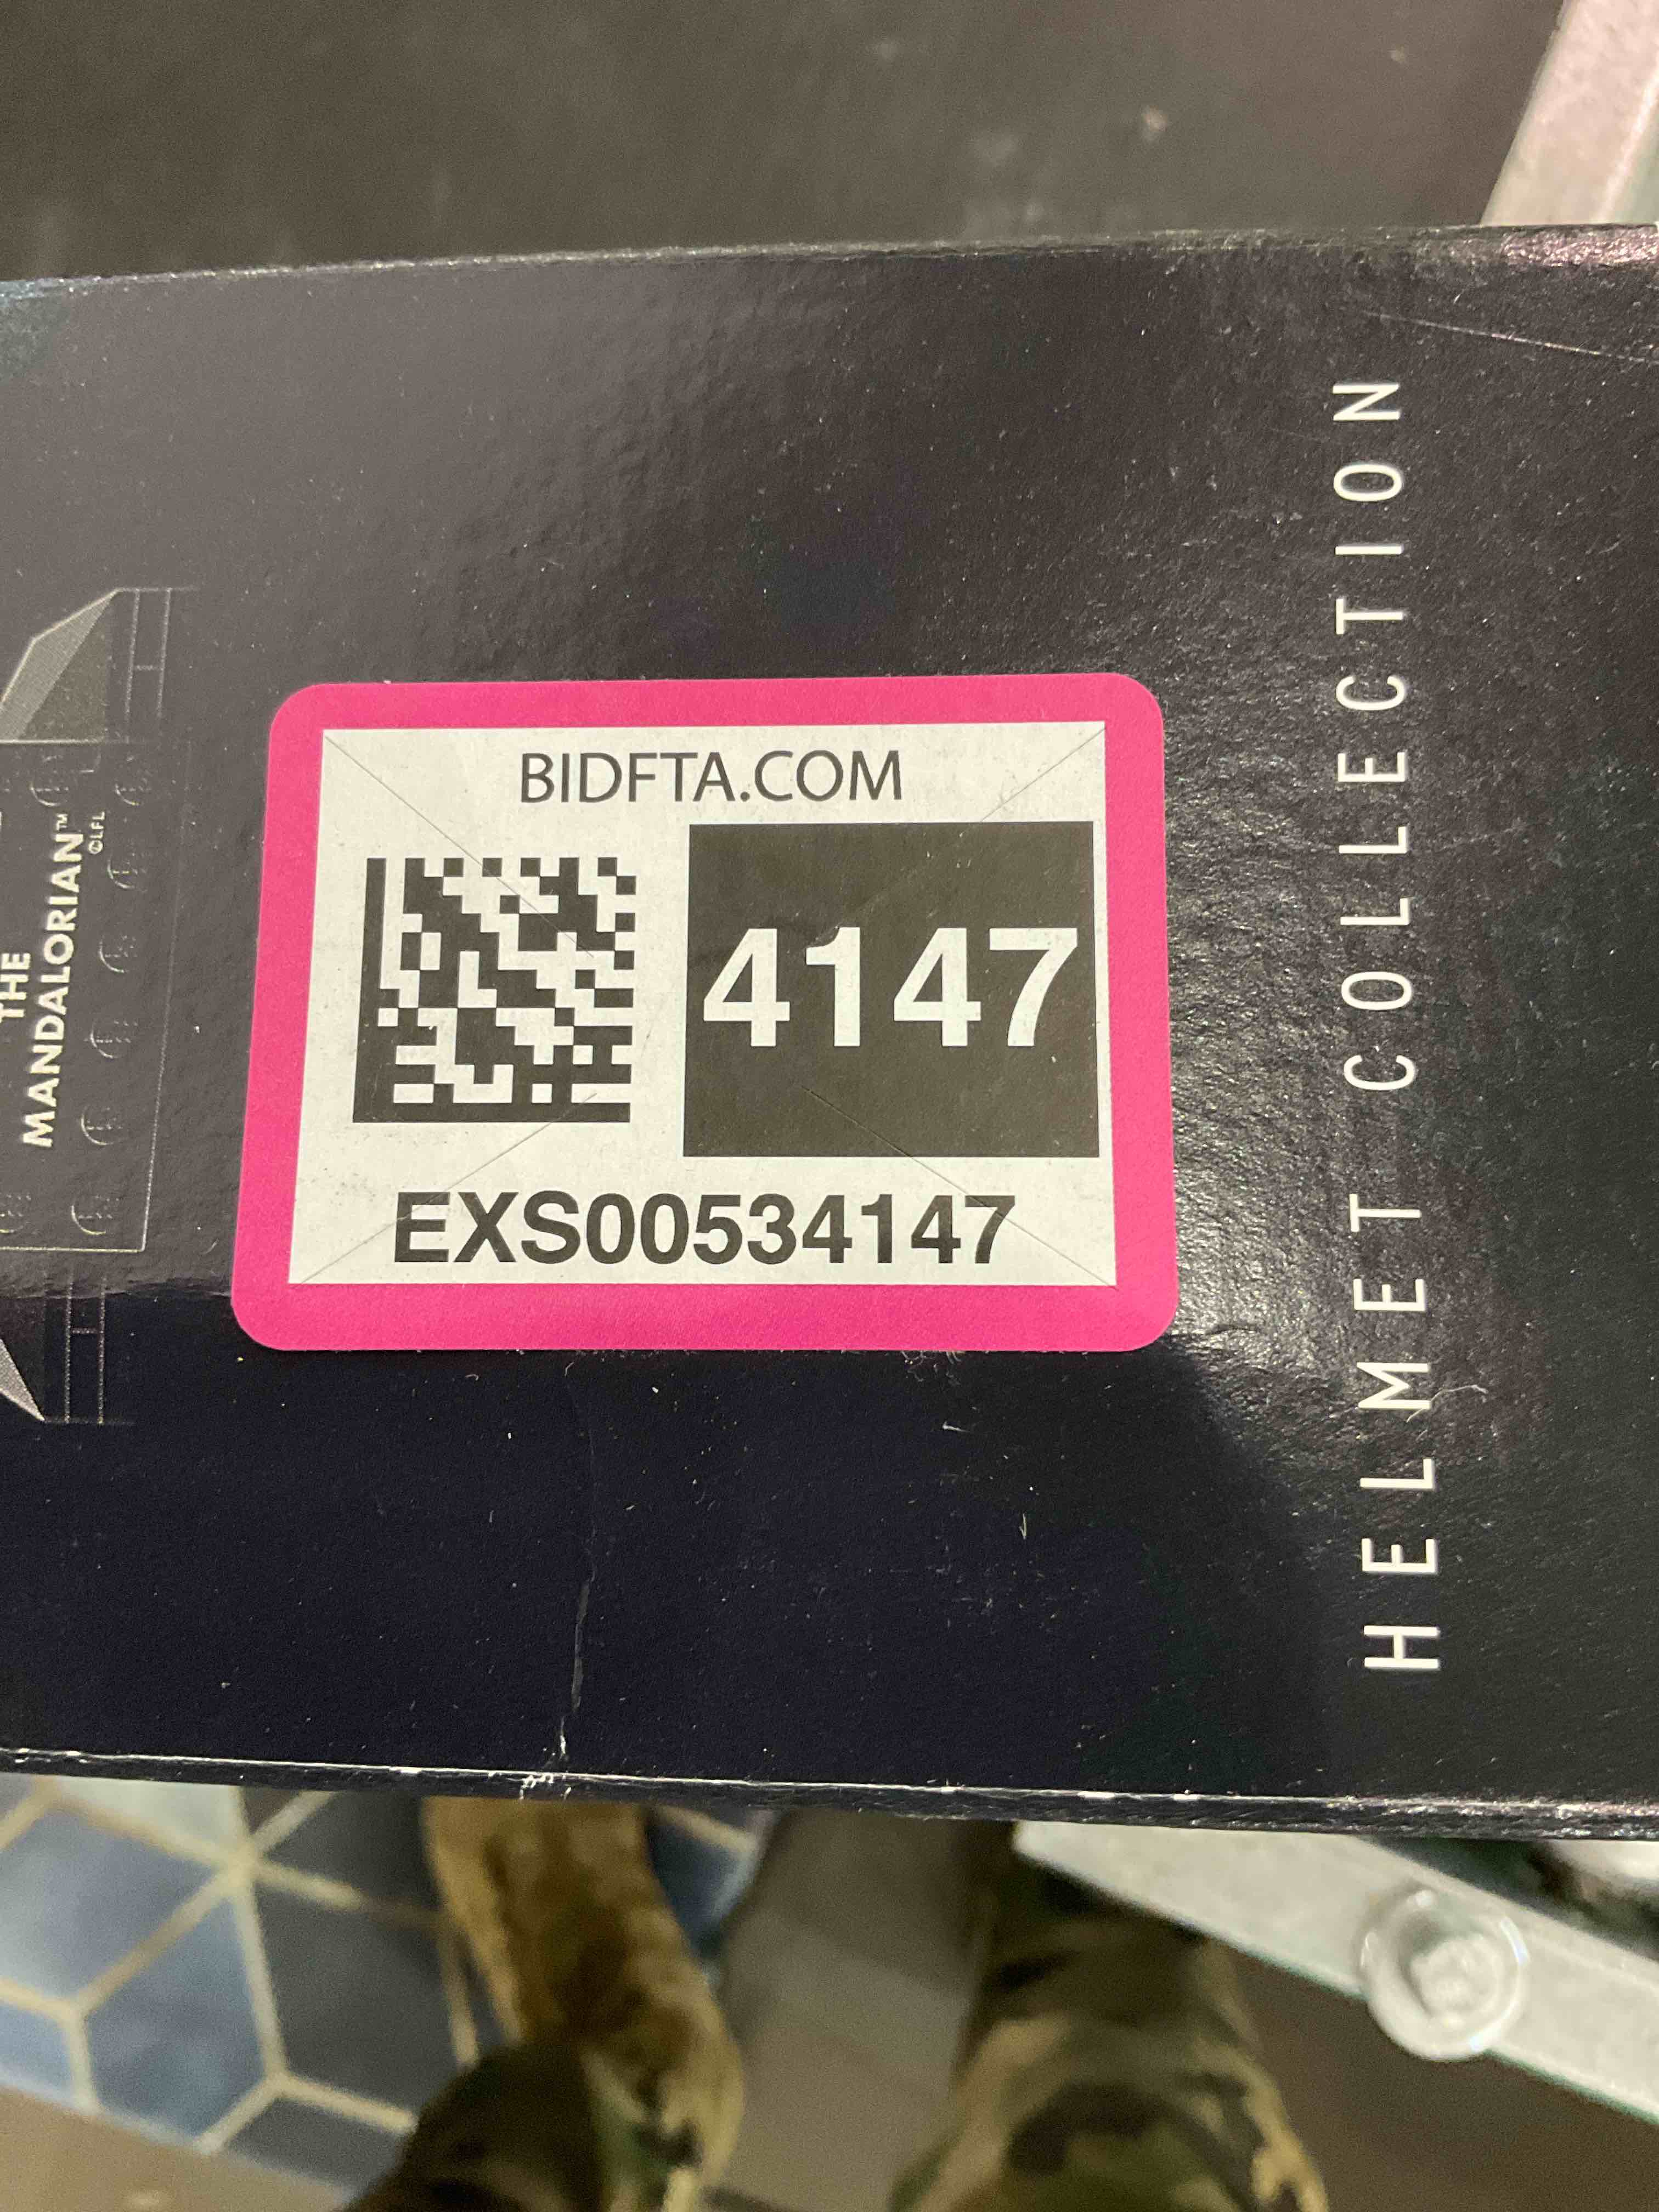 THE
MANDALORIAN™
©LFL
BIDFTA.COM
4147
EXS00534147
HELMET COLLECTION